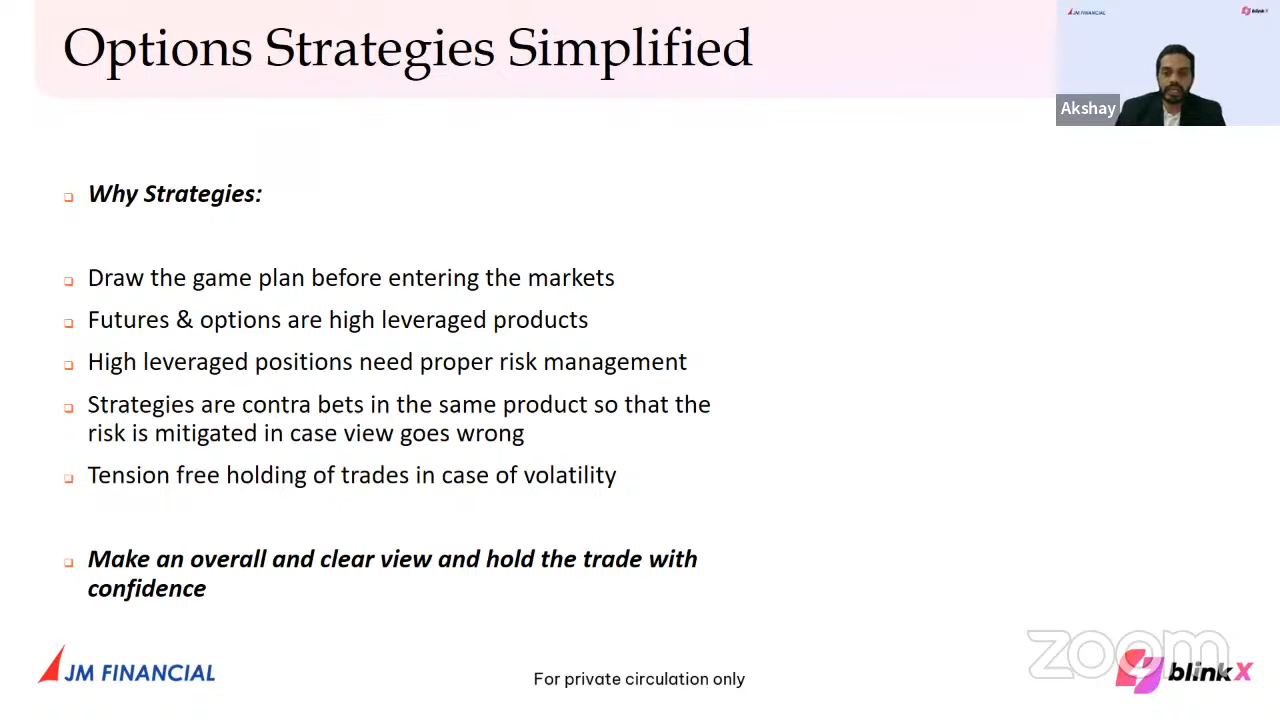 Options Strategies Simplified
JM FINANCIAL
blinkX
Akshay
Why Strategies:
Draw the game plan before entering the markets
Futures & options are high leveraged products
High leveraged positions need proper risk management
Strategies are contra bets in the same product so that the
risk is mitigated in case view goes wrong
Tension free holding of trades in case of volatility
Make an overall and clear view and hold the trade with
confidence
JM FINANCIAL
For private circulation only
zoom
blinkX